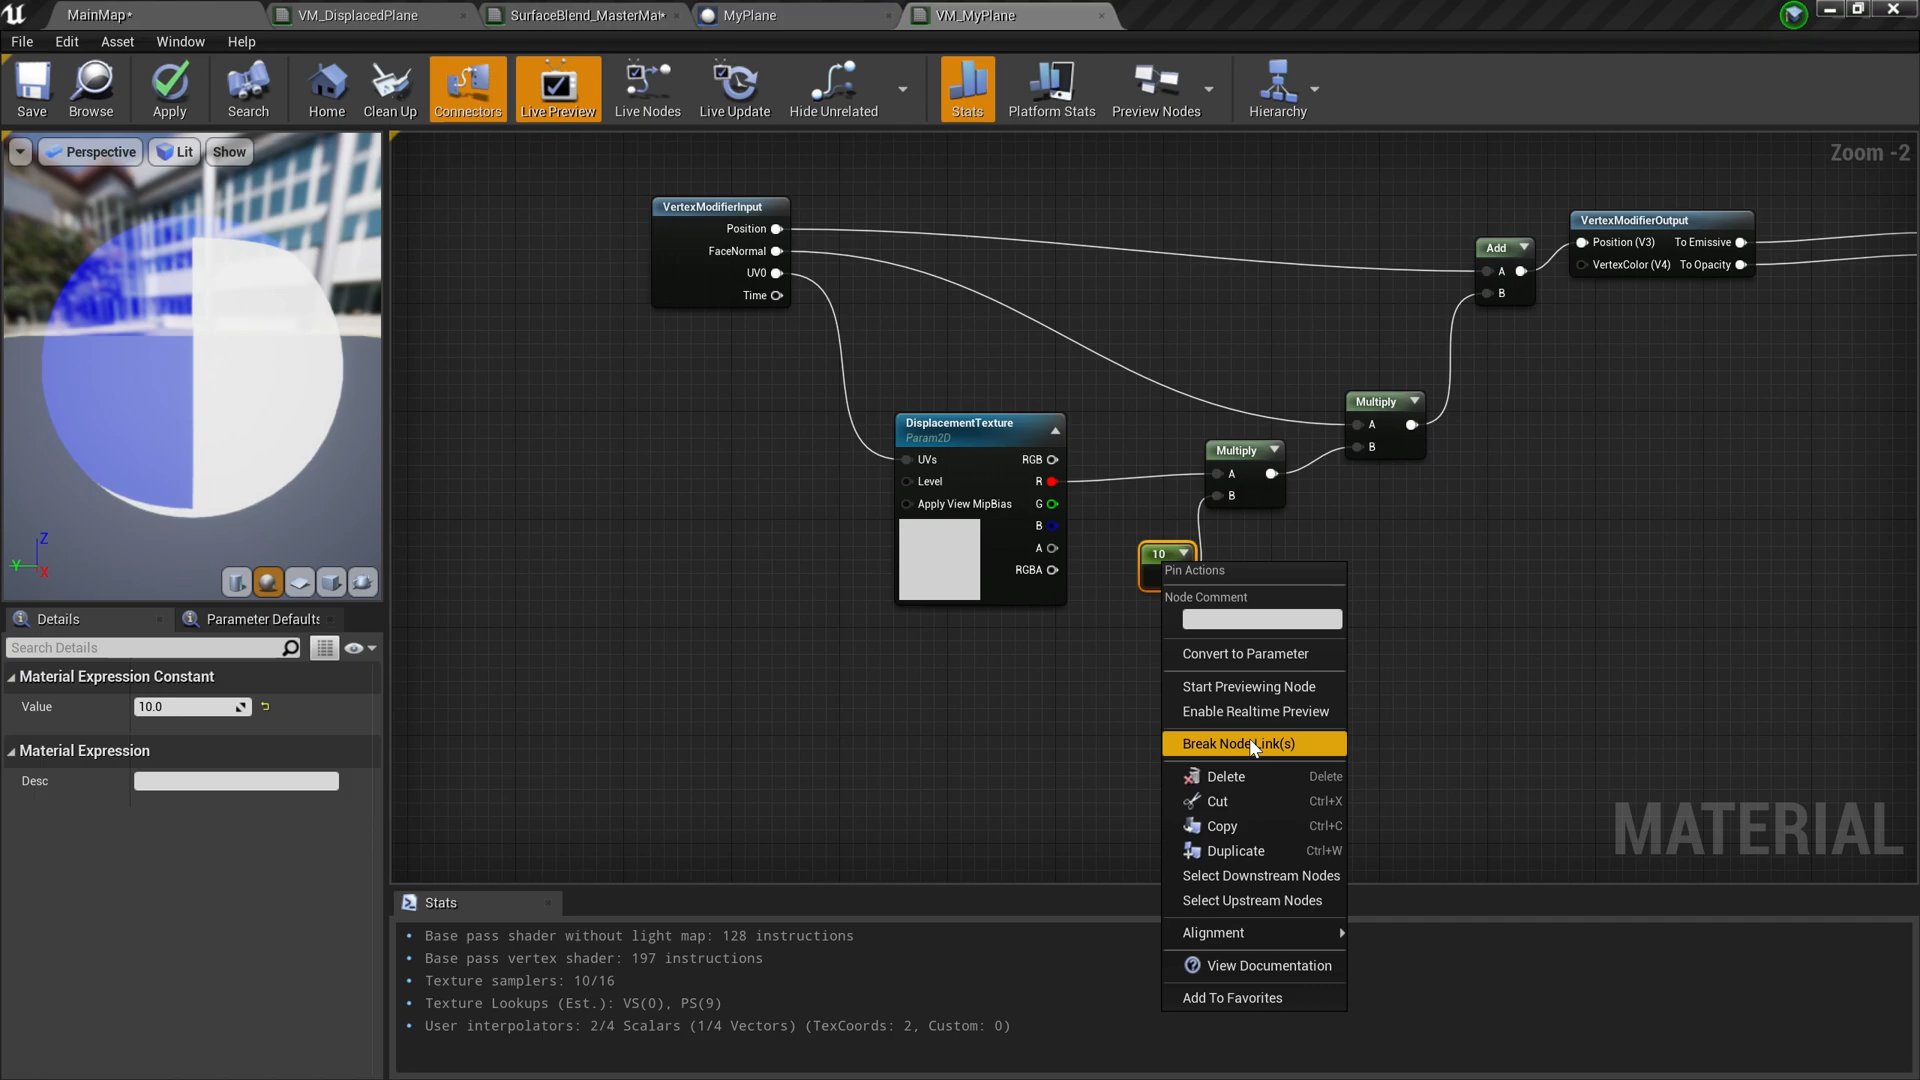 MainMap*
VM_DisplacedPlane
SurfaceBlend_MasterMat*
MyPlane
VM_MyPlane
File Edit Asset Window Help
Save
Browse
Apply
Search
Home
Clean Up
Connectors
Live Preview
Live Nodes
Live Update
Hide Unrelated
Stats
Platform Stats
Preview Nodes
Hierarchy
Perspective
Lit
Show
Zoom -2
VertexModifierInput
Position
FaceNormal
UV0
Time
Add
A
B
VertexModifierOutput
Position (V3) To Emissive
VertexColor (V4) To Opacity
DisplacementTexture
Param2D
UVs RGB
Level R
Apply View MipBias G
B
A
RGBA
Multiply
A
B
Multiply
A
B
10
Pin Actions
Node Comment
Convert to Parameter
Start Previewing Node
Enable Realtime Preview
Break Node Link(s)
Delete Delete
Cut Ctrl+X
Copy Ctrl+C
Duplicate Ctrl+W
Select Downstream Nodes
Select Upstream Nodes
Alignment
View Documentation
Add To Favorites
Z
Y
X
Details
Parameter Defaults
Search Details
Material Expression Constant
Value 10.0
Material Expression
Desc
MATERIAL
Stats
Base pass shader without light map: 128 instructions
Base pass vertex shader: 197 instructions
Texture samplers: 10/16
Texture Lookups (Est.): VS(0), PS(9)
User interpolators: 2/4 Scalars (1/4 Vectors) (TexCoords: 2, Custom: 0)